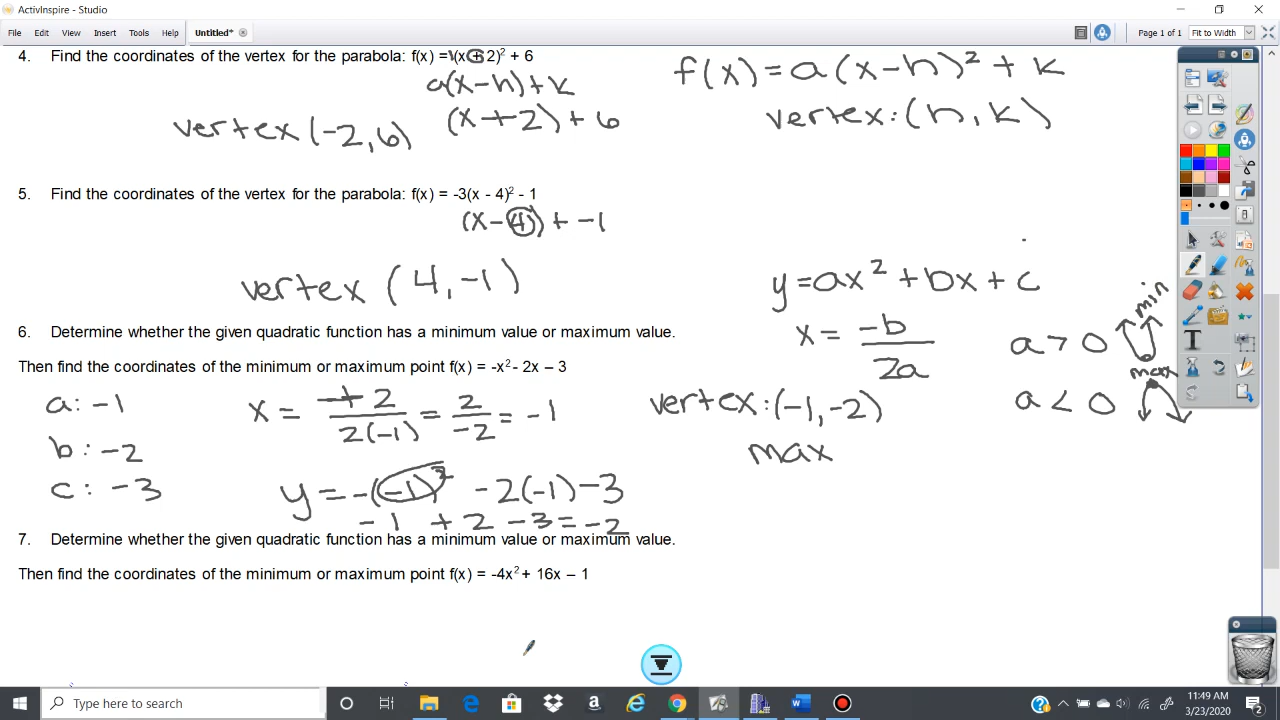 ActivInspire - Studio
File Edit View Insert Tools Help Untitled* Page 1 of 1 Fit to Width
4. Find the coordinates of the vertex for the parabola: f(x) =1(x + 2)² + 6
a(x-h)+k
f(x) = a(x-h)² + k
vertex (-2,6) (x+2)+6
vertex: (h,k)
5. Find the coordinates of the vertex for the parabola: f(x) = -3(x - 4)² - 1
(x-4)+-1
vertex (4,-1)
y=ax²+bx+c
6. Determine whether the given quadratic function has a minimum value or maximum value.
x = -b/2a
a > 0 min
Then find the coordinates of the minimum or maximum point f(x) = -x² - 2x – 3
a: -1
x = + 2/2(-1) = 2/-2 = -1
vertex: (-1,-2)
a < 0 max
b: -2
max
c: -3
y = -(-1)² -2(-1)-3
-1 +2 -3 = -2
7. Determine whether the given quadratic function has a minimum value or maximum value.
Then find the coordinates of the minimum or maximum point f(x) = -4x² + 16x – 1
Type here to search
11:49 AM
3/23/2020
2